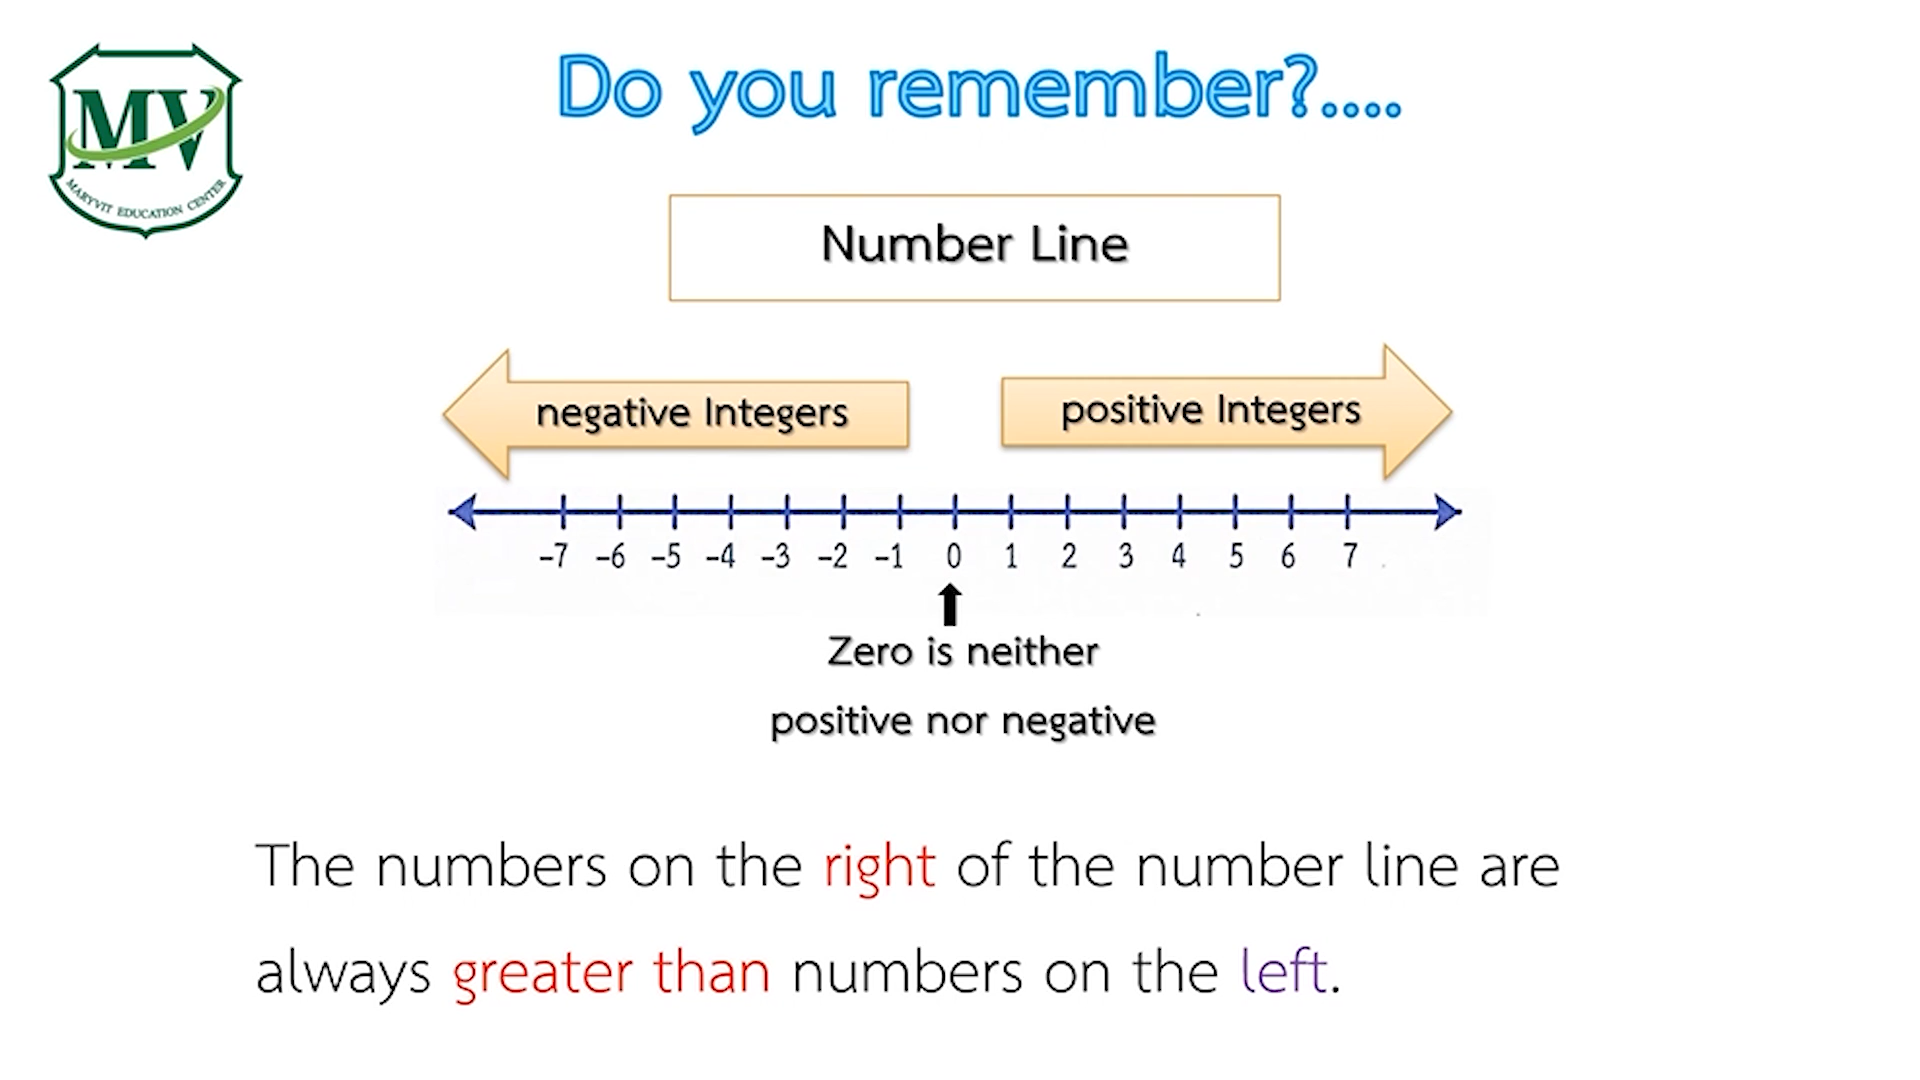 MV
MARYVIT EDUCATION CENTER
Do you remember?....
Number Line
negative Integers
positive Integers
-7 -6 -5 -4 -3 -2 -1 0 1 2 3 4 5 6 7
Zero is neither
positive nor negative
The numbers on the right of the number line are
always greater than numbers on the left.